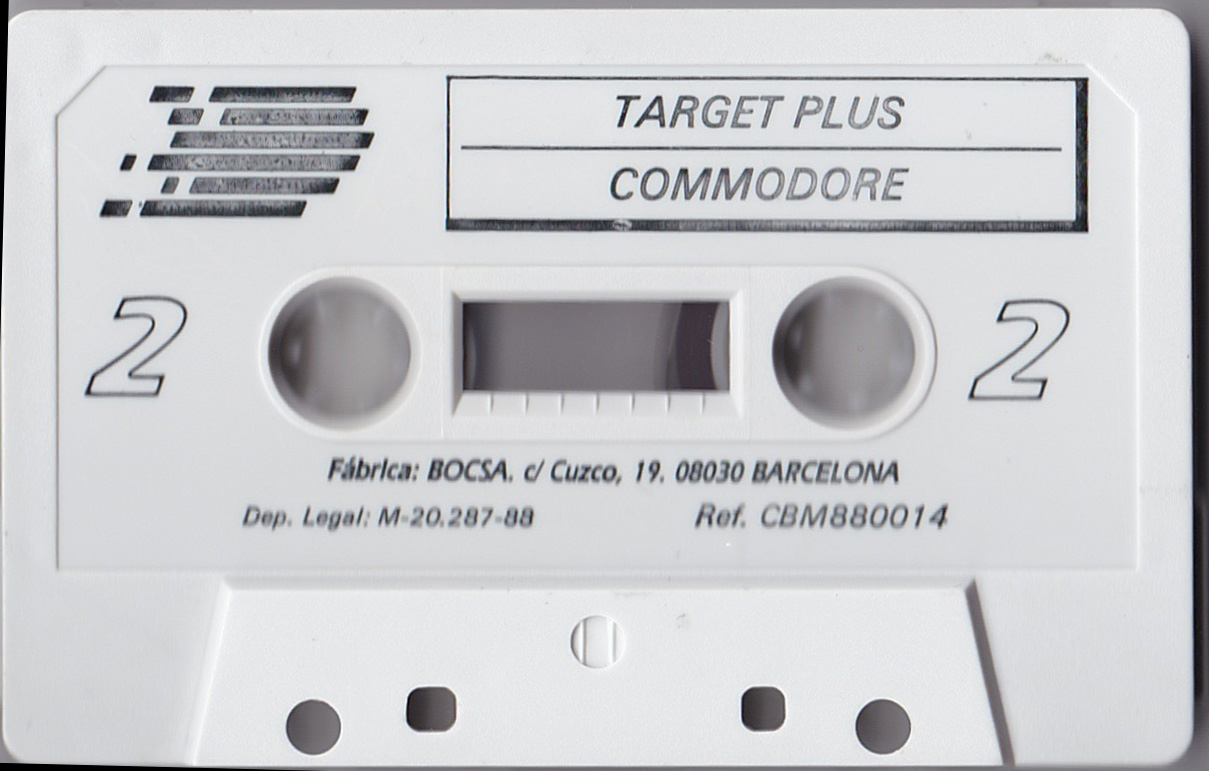 TARGET PLUS
COMMODORE
2 2
Fábrica: BOCSA. c/ Cuzco, 19. 08030 BARCELONA
Dep. Legal: M-20.287-88 Ref. CBM880014